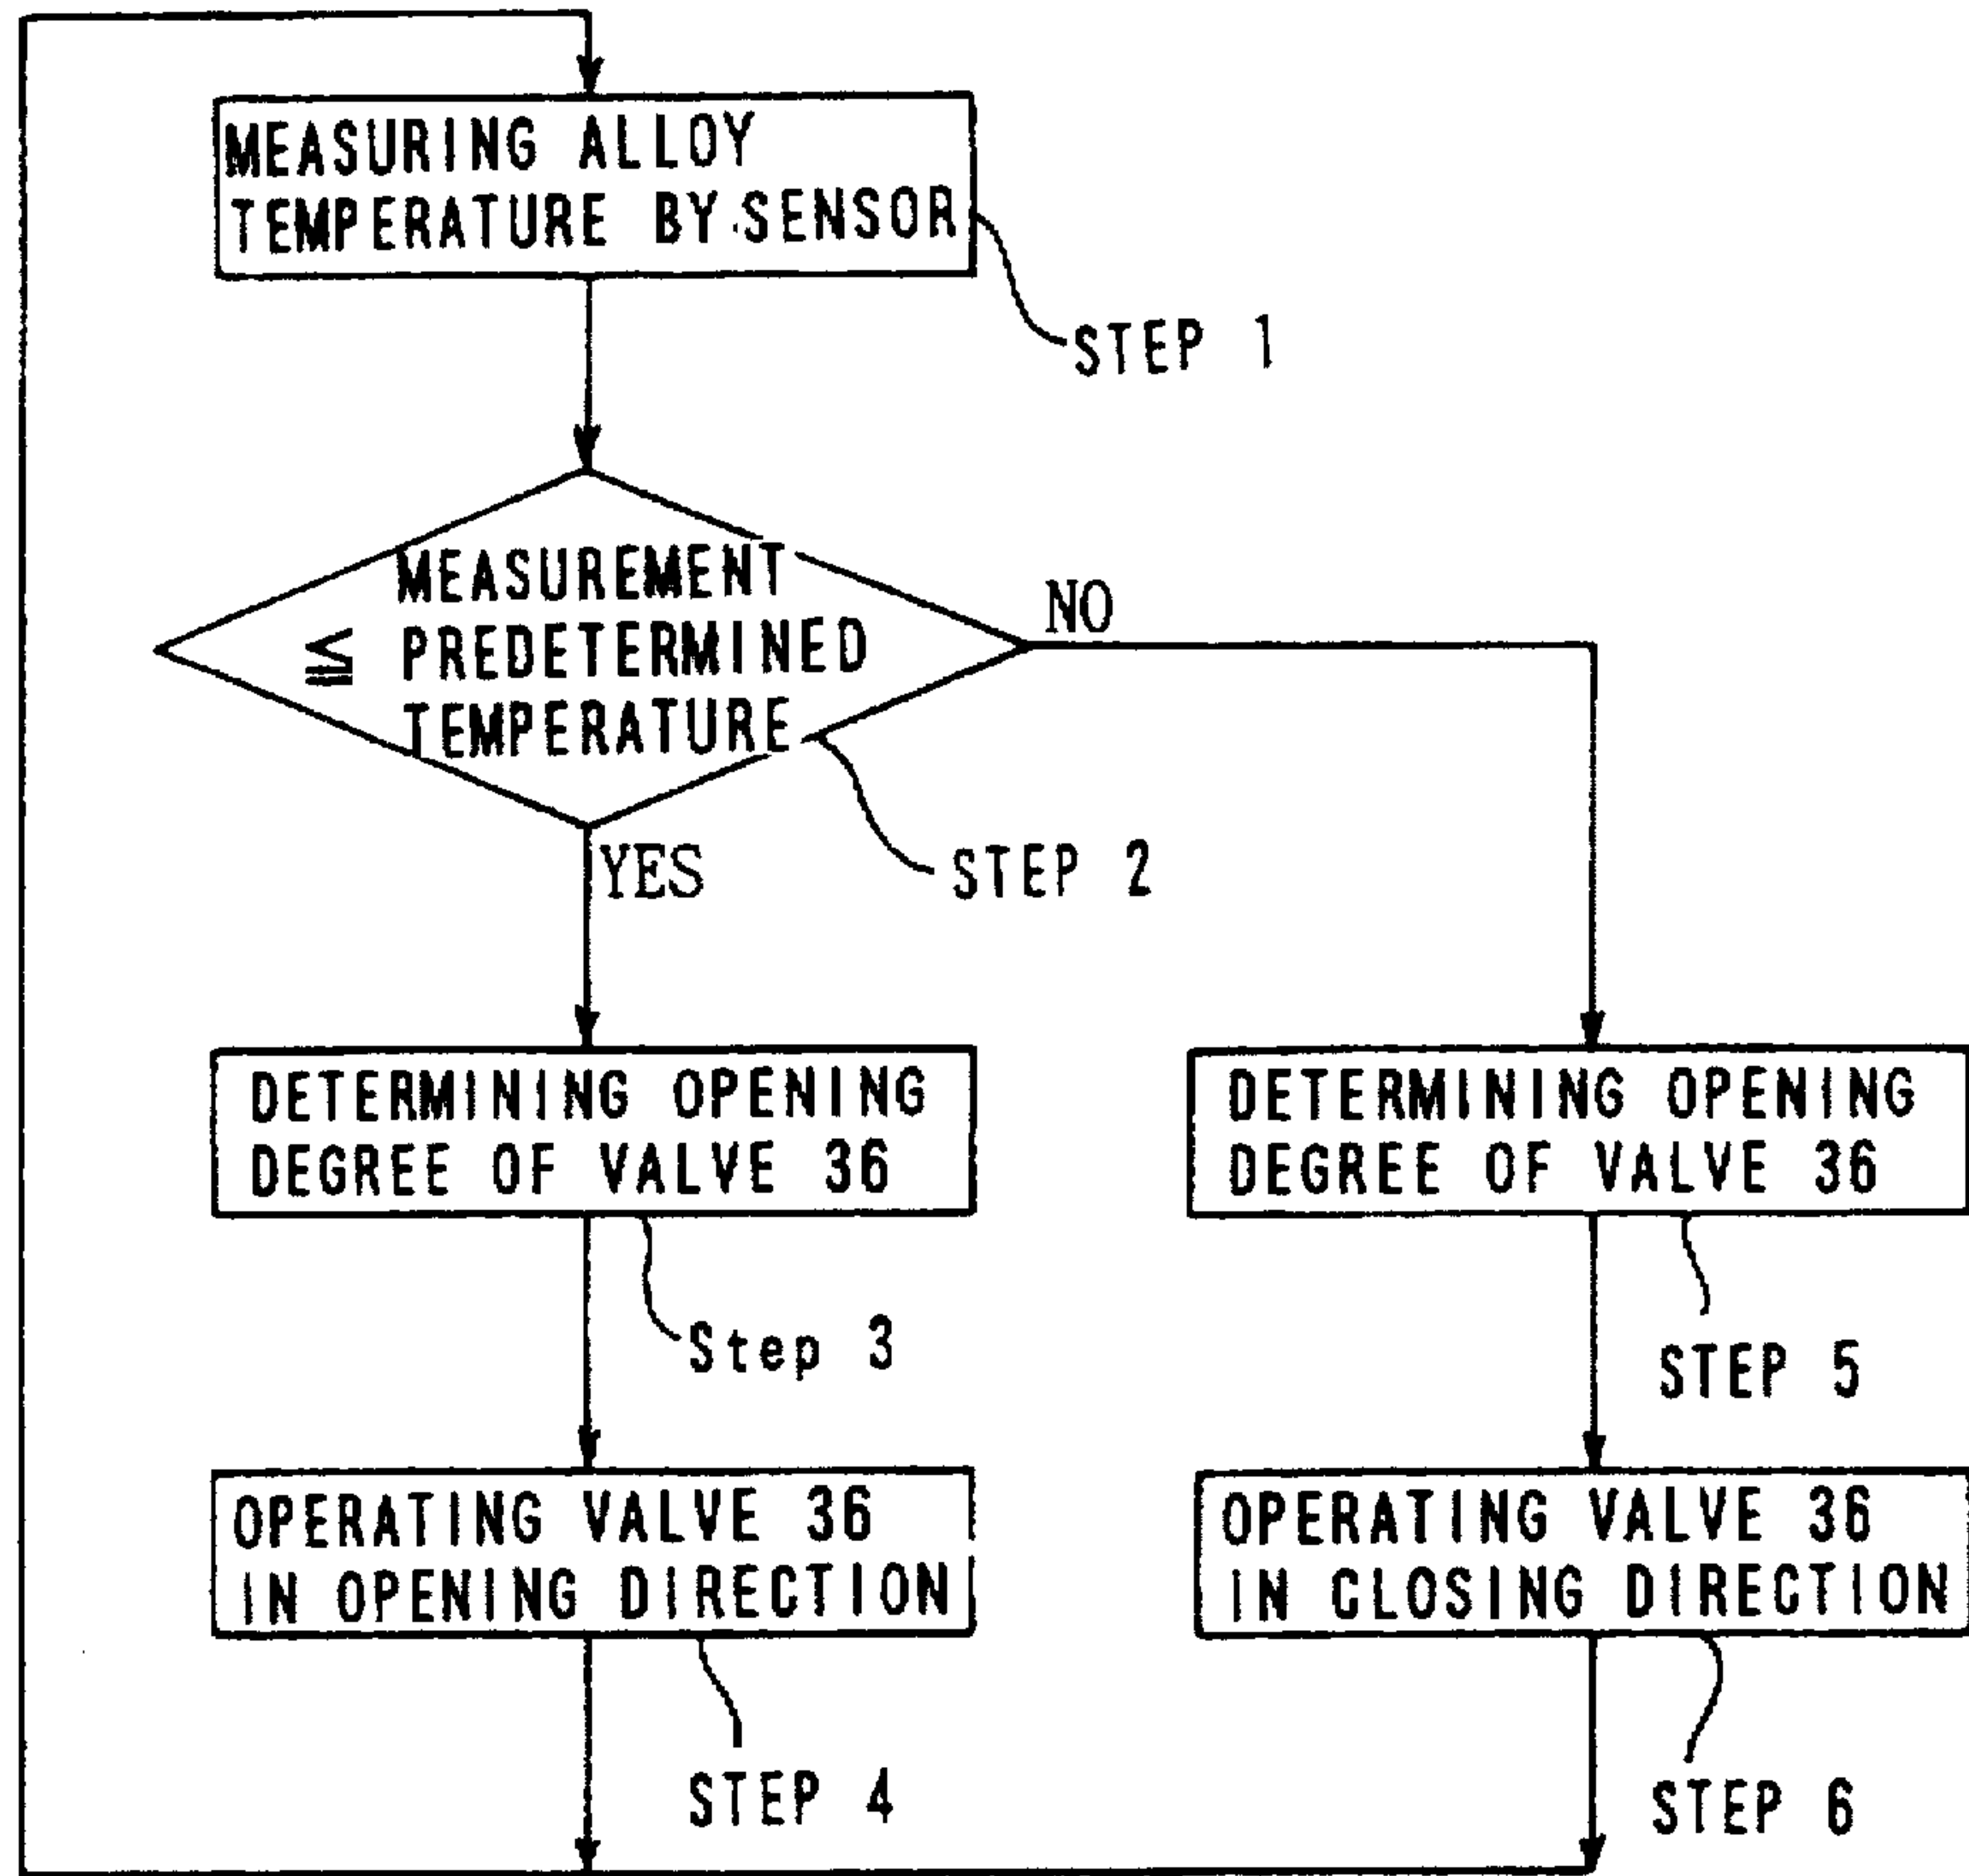 MEASURING ALLOY
TEMPERATURE BY SENSOR
STEP 1
MEASUREMENT
≦ PREDETERMINED
TEMPERATURE
NO
YES
STEP 2
DETERMINING OPENING
DEGREE OF VALVE 36
Step 3
DETERMINING OPENING
DEGREE OF VALVE 36
STEP 5
OPERATING VALVE 36
IN OPENING DIRECTION
STEP 4
OPERATING VALVE 36
IN CLOSING DIRECTION
STEP 6